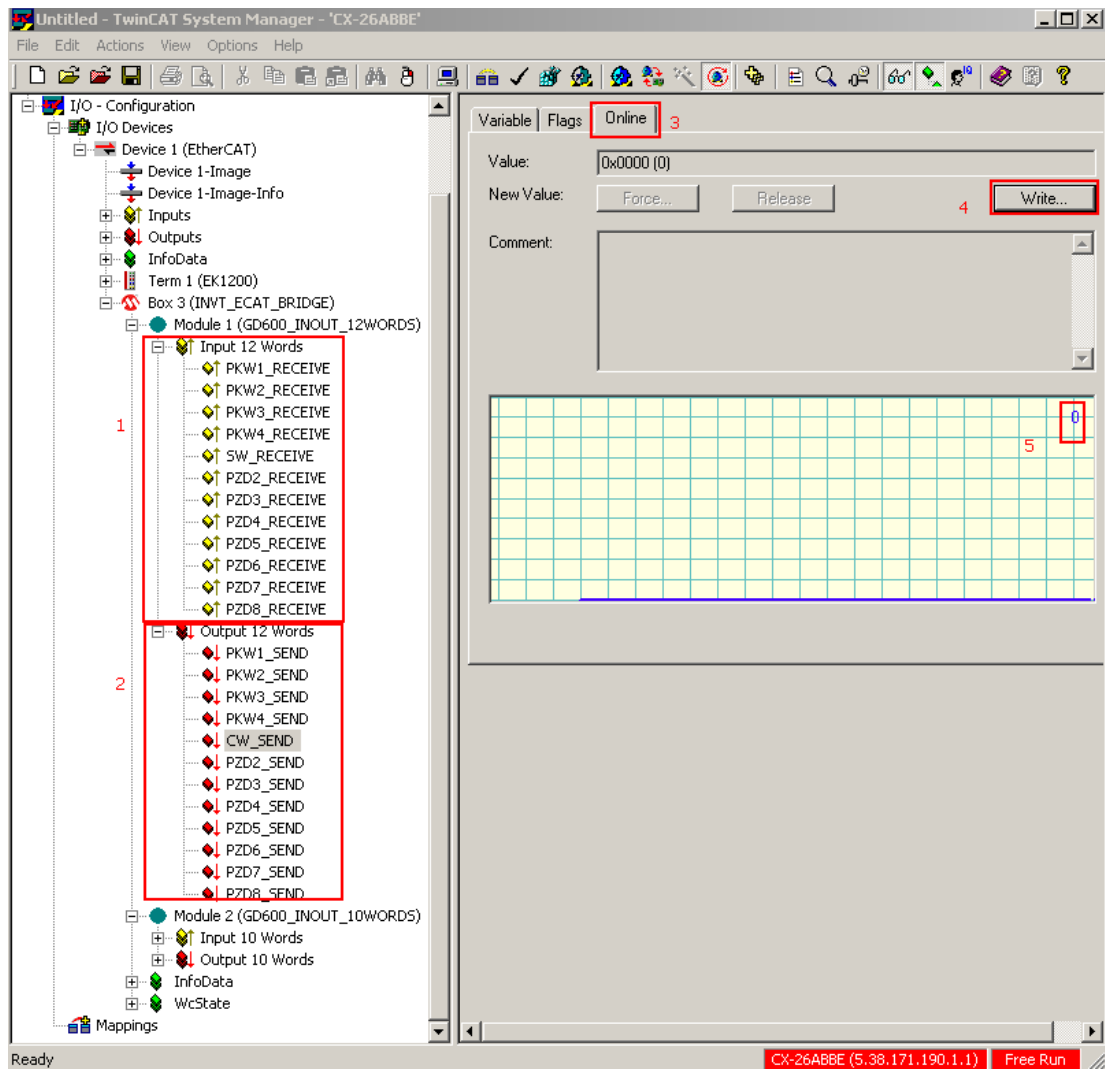 Untitled - TwinCAT System Manager - 'CX-26ABBE'
File Edit Actions View Options Help
I/O - Configuration
I/O Devices
Device 1 (EtherCAT)
Device 1-Image
Device 1-Image-Info
Inputs
Outputs
InfoData
Term 1 (EK1200)
Box 3 (INVT_ECAT_BRIDGE)
Module 1 (GD600_INOUT_12WORDS)
Input 12 Words
PKW1_RECEIVE
PKW2_RECEIVE
PKW3_RECEIVE
1
PKW4_RECEIVE
SW_RECEIVE
PZD2_RECEIVE
PZD3_RECEIVE
PZD4_RECEIVE
PZD5_RECEIVE
PZD6_RECEIVE
PZD7_RECEIVE
PZD8_RECEIVE
Output 12 Words
PKW1_SEND
PKW2_SEND
2
PKW3_SEND
PKW4_SEND
CW_SEND
PZD2_SEND
PZD3_SEND
PZD4_SEND
PZD5_SEND
PZD6_SEND
PZD7_SEND
PZD8_SEND
Module 2 (GD600_INOUT_10WORDS)
Input 10 Words
Output 10 Words
InfoData
WcState
Mappings
Variable Flags Online 3
Value: 0x0000 (0)
New Value: Force... Release 4 Write...
Comment:
0
5
Ready CX-26ABBE (5.38.171.190.1.1) Free Run